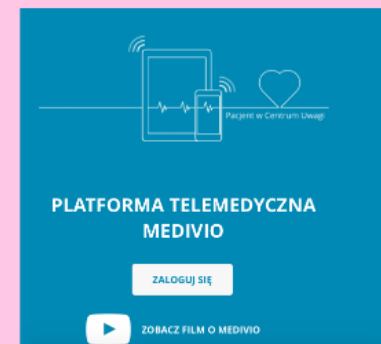 Pacjent w Centrum Uwagi
PLATFORMA TELEMEDYCZNA
MEDIVIO
ZALOGUJ SIĘ
ZOBACZ FILM O MEDIVIO